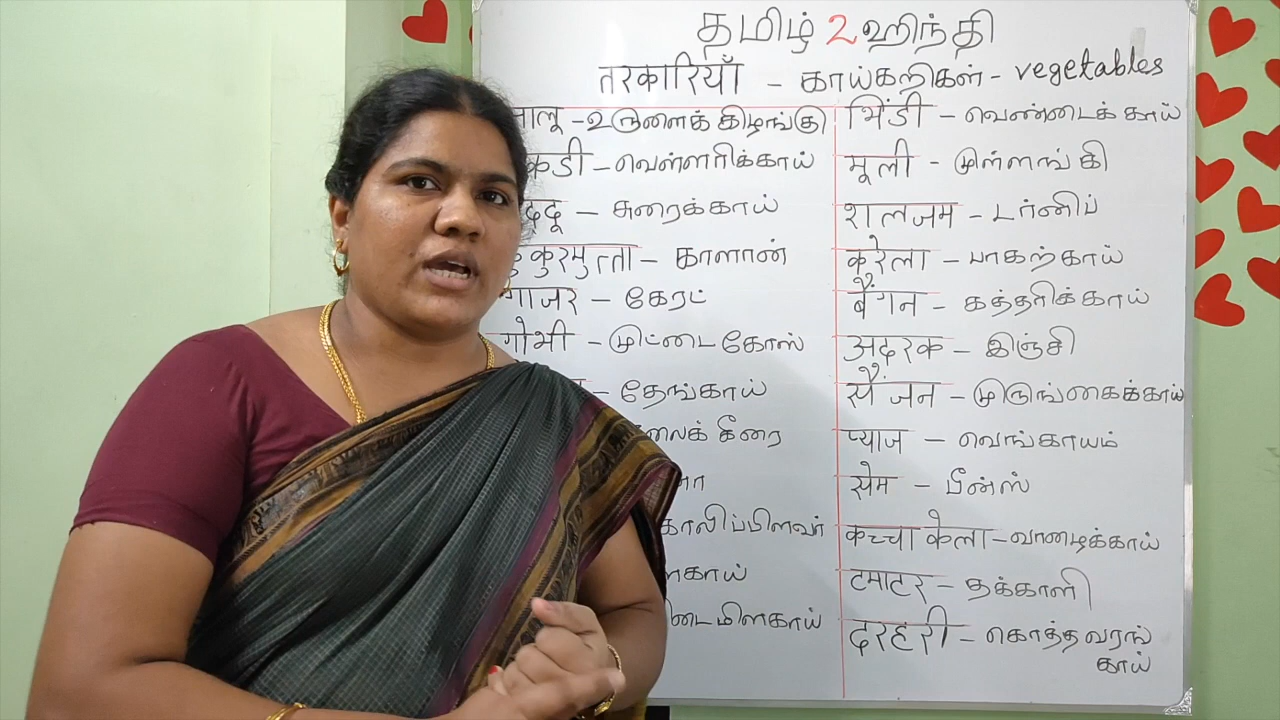 தமிழ் 2 ஹிந்தி
तरकारियाँ - காய்கறிகள் - vegetables
- உருளைக் கிழங்கு
- வெள்ளரிக்காய்
- சுரைக்காய்
- காளான்
गाजर - கேரட்
गोभी - முட்டை கோஸ்
- தேங்காய்
கீரை
காலிப்பிளவர்
भिंडी - வெண்டைக் காய்
मूली - முள்ளங்கி
शलजम - டர்னிப்
करेला - பாகற்காய்
बैंगन - கத்தரிக்காய்
अदरक - இஞ்சி
सैंजन - முருங்கைக்காய்
प्याज - வெங்காயம்
सेम - பீன்ஸ்
कच्चा केला - வாழைக்காய்
टमाटर - தக்காளி
दरहरी - கொத்தவரங்
காய்